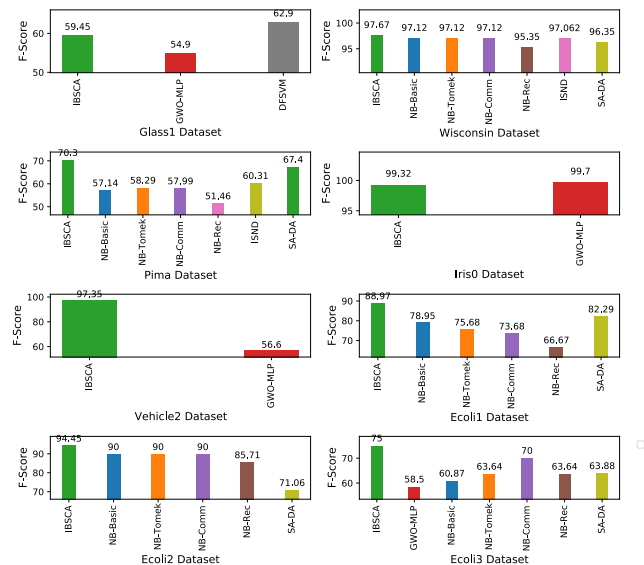 F-Score
60
50
59.45
54.9
62.9
IBSCA
GWO-MLP
DFSVM
Glass1 Dataset
F-Score
100
95
97.67
97.12
97.12
97.12
95.35
97,062
96.35
IBSCA
NB-Basic
NB-Tomek
NB-Comm
NB-Rec
ISND
SA-DA
Wisconsin Dataset
F-Score
70
60
50
70.3
57,14
58.29
57,99
51,46
60.31
67.4
IBSCA
NB-Basic
NB-Tomek
NB-Comm
NB-Rec
ISND
SA-DA
Pima Dataset
F-Score
100
95
99.32
99.7
IBSCA
GWO-MLP
Iris0 Dataset
F-Score
100
80
60
97.35
56.6
IBSCA
GWO-MLP
Vehicle2 Dataset
F-Score
90
80
70
88,97
78.95
75.68
73.68
66.67
82.29
IBSCA
NB-Basic
NB-Tomek
NB-Comm
NB-Rec
SA-DA
Ecoli1 Dataset
F-Score
90
80
70
94,45
90
90
90
85,71
71.06
IBSCA
NB-Basic
NB-Tomek
NB-Comm
NB-Rec
SA-DA
Ecoli2 Dataset
F-Score
70
60
75
58.5
60.87
63.64
70
63.64
63.88
IBSCA
GWO-MLP
NB-Basic
NB-Tomek
NB-Comm
NB-Rec
SA-DA
Ecoli3 Dataset